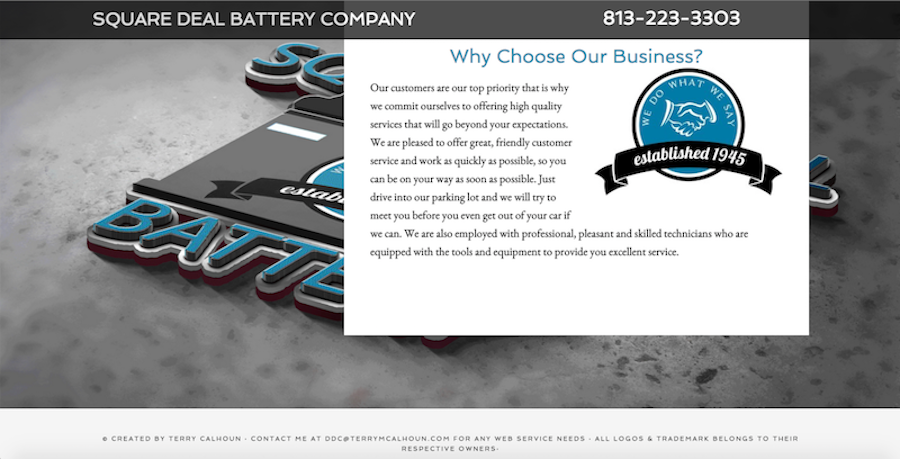 SQUARE DEAL BATTERY COMPANY
813-223-3303
Why Choose Our Business?
Our customers are our top priority that is why
we commit ourselves to offering high quality
services that will go beyond your expectations.
We are pleased to offer great, friendly customer
service and work as quickly as possible, so you
can be on your way as soon as possible. Just
drive into our parking lot and we will try to
meet you before you even get out of your car if
we can. We are also employed with professional, pleasant and skilled technicians who are
equipped with the tools and equipment to provide you excellent service.
WE DO WHAT WE SAY
established 1945
SQ
W
estab
BATTE
© CREATED BY TERRY CALHOUN - CONTACT ME AT DDC@TERRYMCALHOUN.COM FOR ANY WEB SERVICE NEEDS - ALL LOGOS & TRADEMARK BELONGS TO THEIR
RESPECTIVE OWNERS-